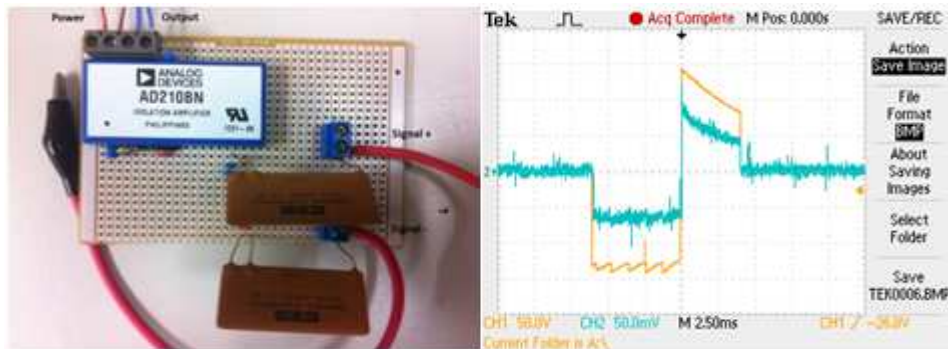 Power Output
ANALOG
DEVICES
AD210BN
ISOLATION AMPLIFIER
PHILIPPINES
Signal +
Signal -
Tek Acq Complete M Pos: 0.000s SAVE/REC
Action
Save Image
File
Format
BMP
About
Saving
Images
Select
Folder
Save
TEK0006.BMP
2
CH1 50.0V CH2 50.0mV M 2.50ms CH1 / -26.0V
Current Folder is A:\